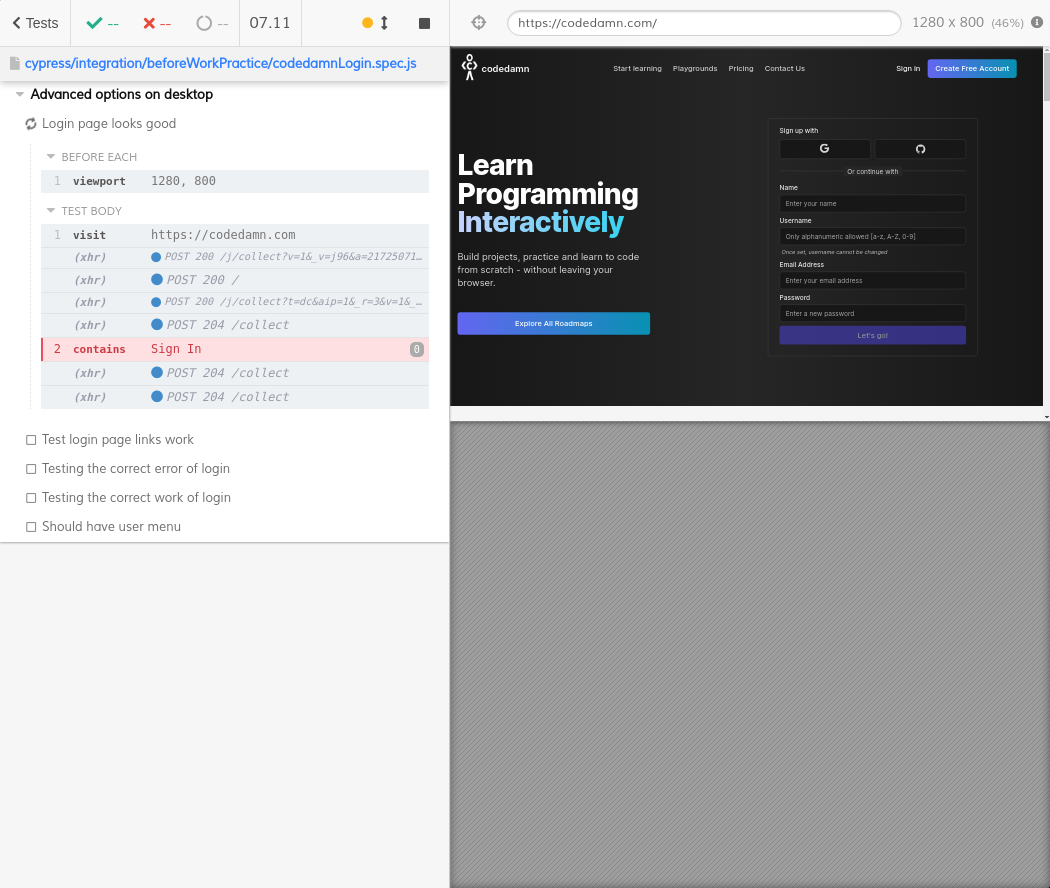 Tests
--
--
--
07.11
cypress/integration/beforeWorkPractice/codedamnLogin.spec.js
Advanced options on desktop
Login page looks good
BEFORE EACH
1 viewport 1280, 800
TEST BODY
1 visit https://codedamn.com
(xhr) POST 200 /j/collect?v=1&_v=j96&a=21725071…
(xhr) POST 200 /
(xhr) POST 200 /j/collect?t=dc&aip=1&_r=3&v=1&_…
(xhr) POST 204 /collect
2 contains Sign In 0
(xhr) POST 204 /collect
(xhr) POST 204 /collect
Test login page links work
Testing the correct error of login
Testing the correct work of login
Should have user menu
https://codedamn.com/
1280 x 800 (46%)
codedamn
Start learning Playgrounds Pricing Contact Us Sign in Create Free Account
Learn
Programming
Interactively
Build projects, practice and learn to code
from scratch - without leaving your
browser.
Explore All Roadmaps
Sign up with
Or continue with
Name
Enter your name
Username
Only alphanumeric allowed [a-z, A-Z, 0-9]
Once set, username cannot be changed
Email Address
Enter your email address
Password
Enter a new password
Let's go!